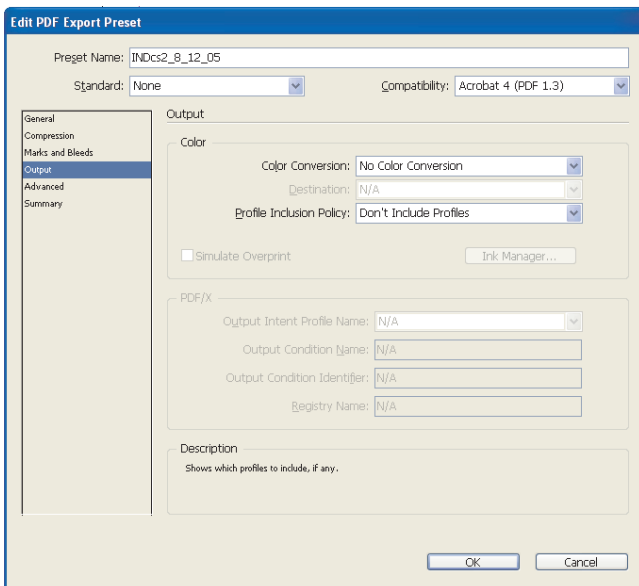 Edit PDF Export Preset
Preset Name: INDcs2_8_12_05
Standard: None Compatibility: Acrobat 4 (PDF 1.3)
General
Compression
Marks and Bleeds
Output
Advanced
Summary
Output
Color
Color Conversion: No Color Conversion
Destination: N/A
Profile Inclusion Policy: Don't Include Profiles
Simulate Overprint Ink Manager...
PDF/X
Output Intent Profile Name: N/A
Output Condition Name: N/A
Output Condition Identifier: N/A
Registry Name: N/A
Description
Shows which profiles to include, if any.
OK Cancel